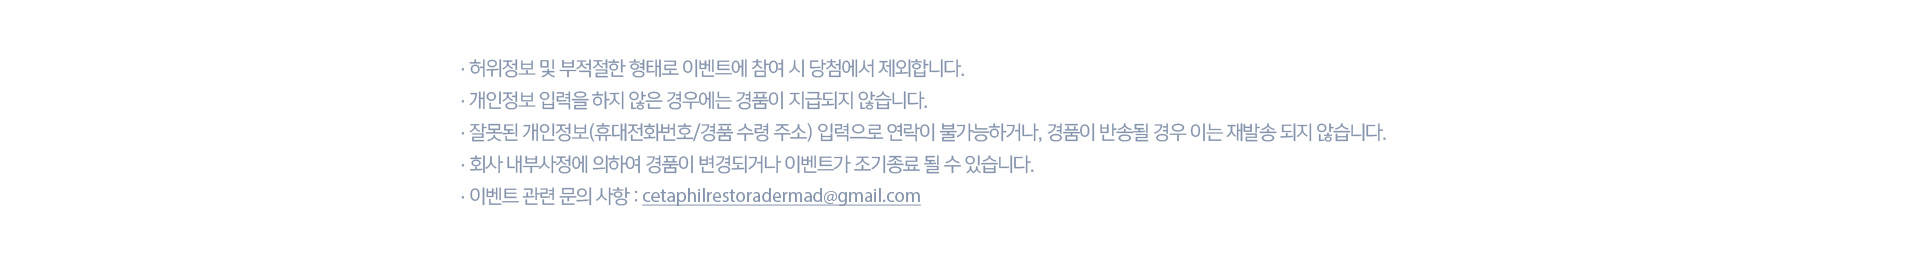 · 허위정보 및 부적절한 형태로 이벤트에 참여 시 당첨에서 제외합니다.
· 개인정보 입력을 하지 않은 경우에는 경품이 지급되지 않습니다.
· 잘못된 개인정보(휴대전화번호/경품 수령 주소) 입력으로 연락이 불가능하거나, 경품이 반송될 경우 이는 재발송 되지 않습니다.
· 회사 내부사정에 의하여 경품이 변경되거나 이벤트가 조기종료 될 수 있습니다.
· 이벤트 관련 문의 사항 : cetaphilrestoradermad@gmail.com